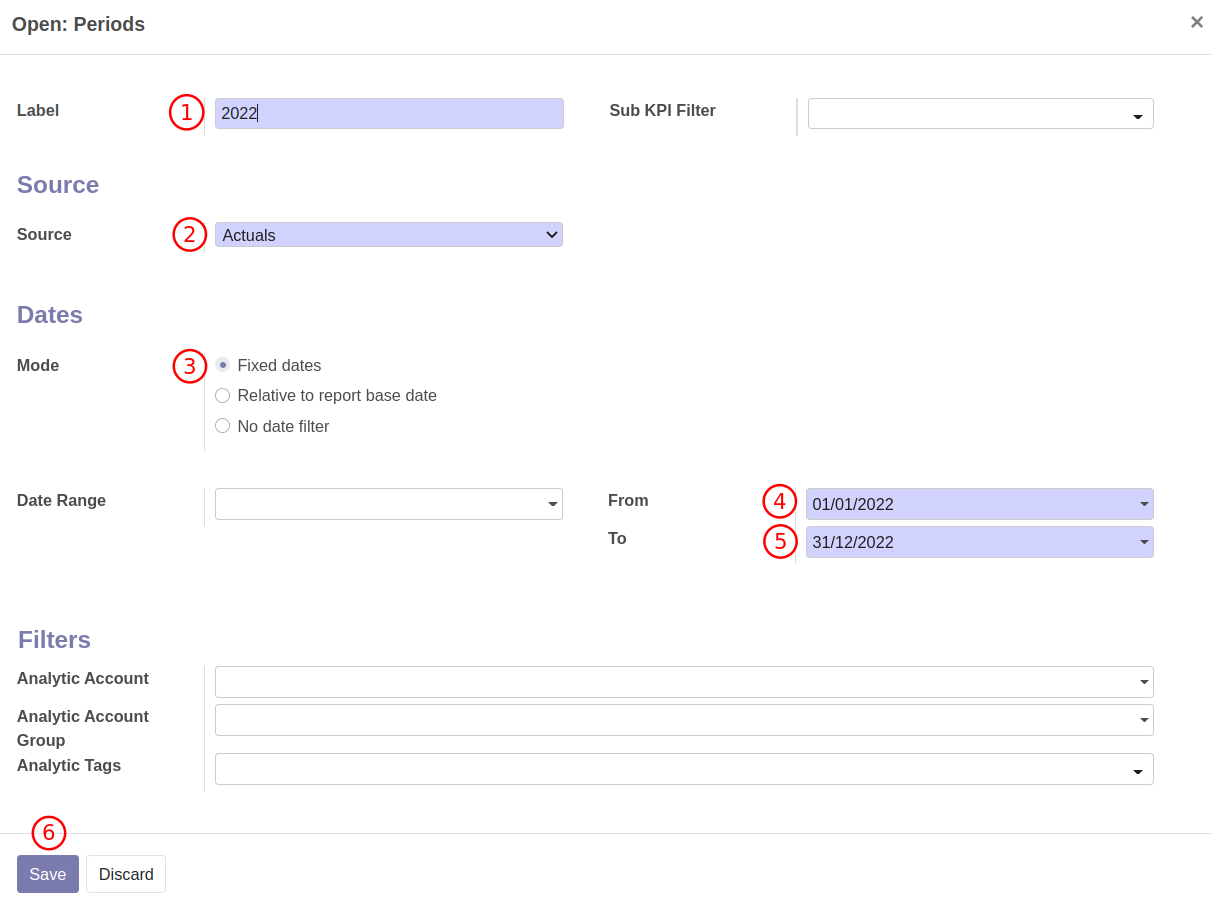 Open: Periods ×
Label 1 2022 Sub KPI Filter
Source
Source 2 Actuals
Dates
Mode 3 Fixed dates
Relative to report base date
No date filter
Date Range From 4 01/01/2022
To 5 31/12/2022
Filters
Analytic Account
Analytic Account
Group
Analytic Tags
6
Save Discard